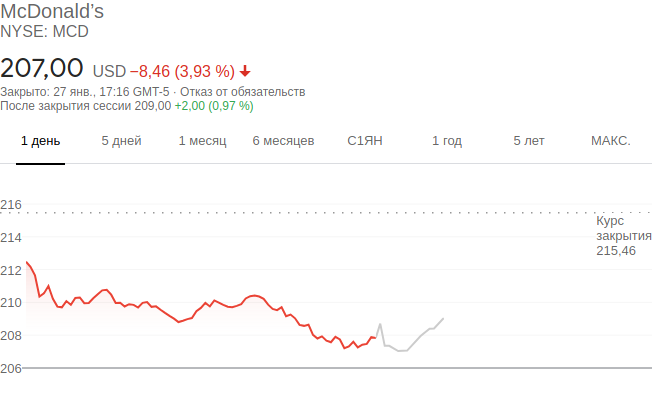 McDonald’s
NYSE: MCD
207,00 USD −8,46 (3,93 %)
Закрыто: 27 янв., 17:16 GMT-5 · Отказ от обязательств
После закрытия сессии 209,00 +2,00 (0,97 %)
1 день 5 дней 1 месяц 6 месяцев С1ЯН 1 год 5 лет МАКС.
216
Курс
закрытия
215,46
214
212
210
208
206